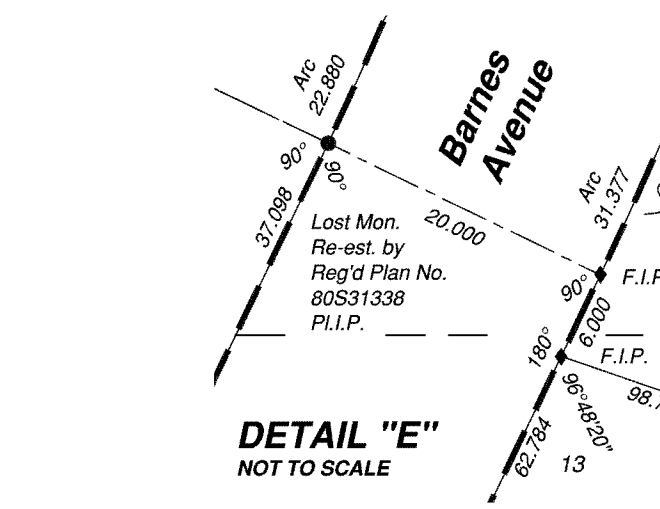 Arc
22.880
Barnes
Avenue
90°
90°
Arc
31.377
37.098
20.000
Lost Mon.
Re-est. by
Reg'd Plan No.
80S31338
Pl.I.P.
90°
F.I.P
6.000
180°
F.I.P.
96°48'20"
98.
62.784
13
DETAIL "E"
NOT TO SCALE